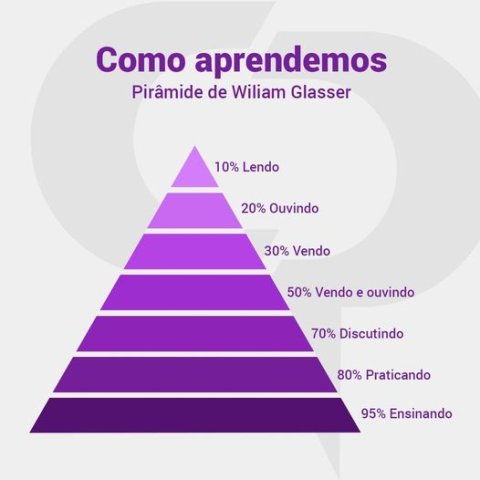 Como aprendemos
Pirâmide de Wiliam Glasser
10% Lendo
20% Ouvindo
30% Vendo
50% Vendo e ouvindo
70% Discutindo
80% Praticando
95% Ensinando